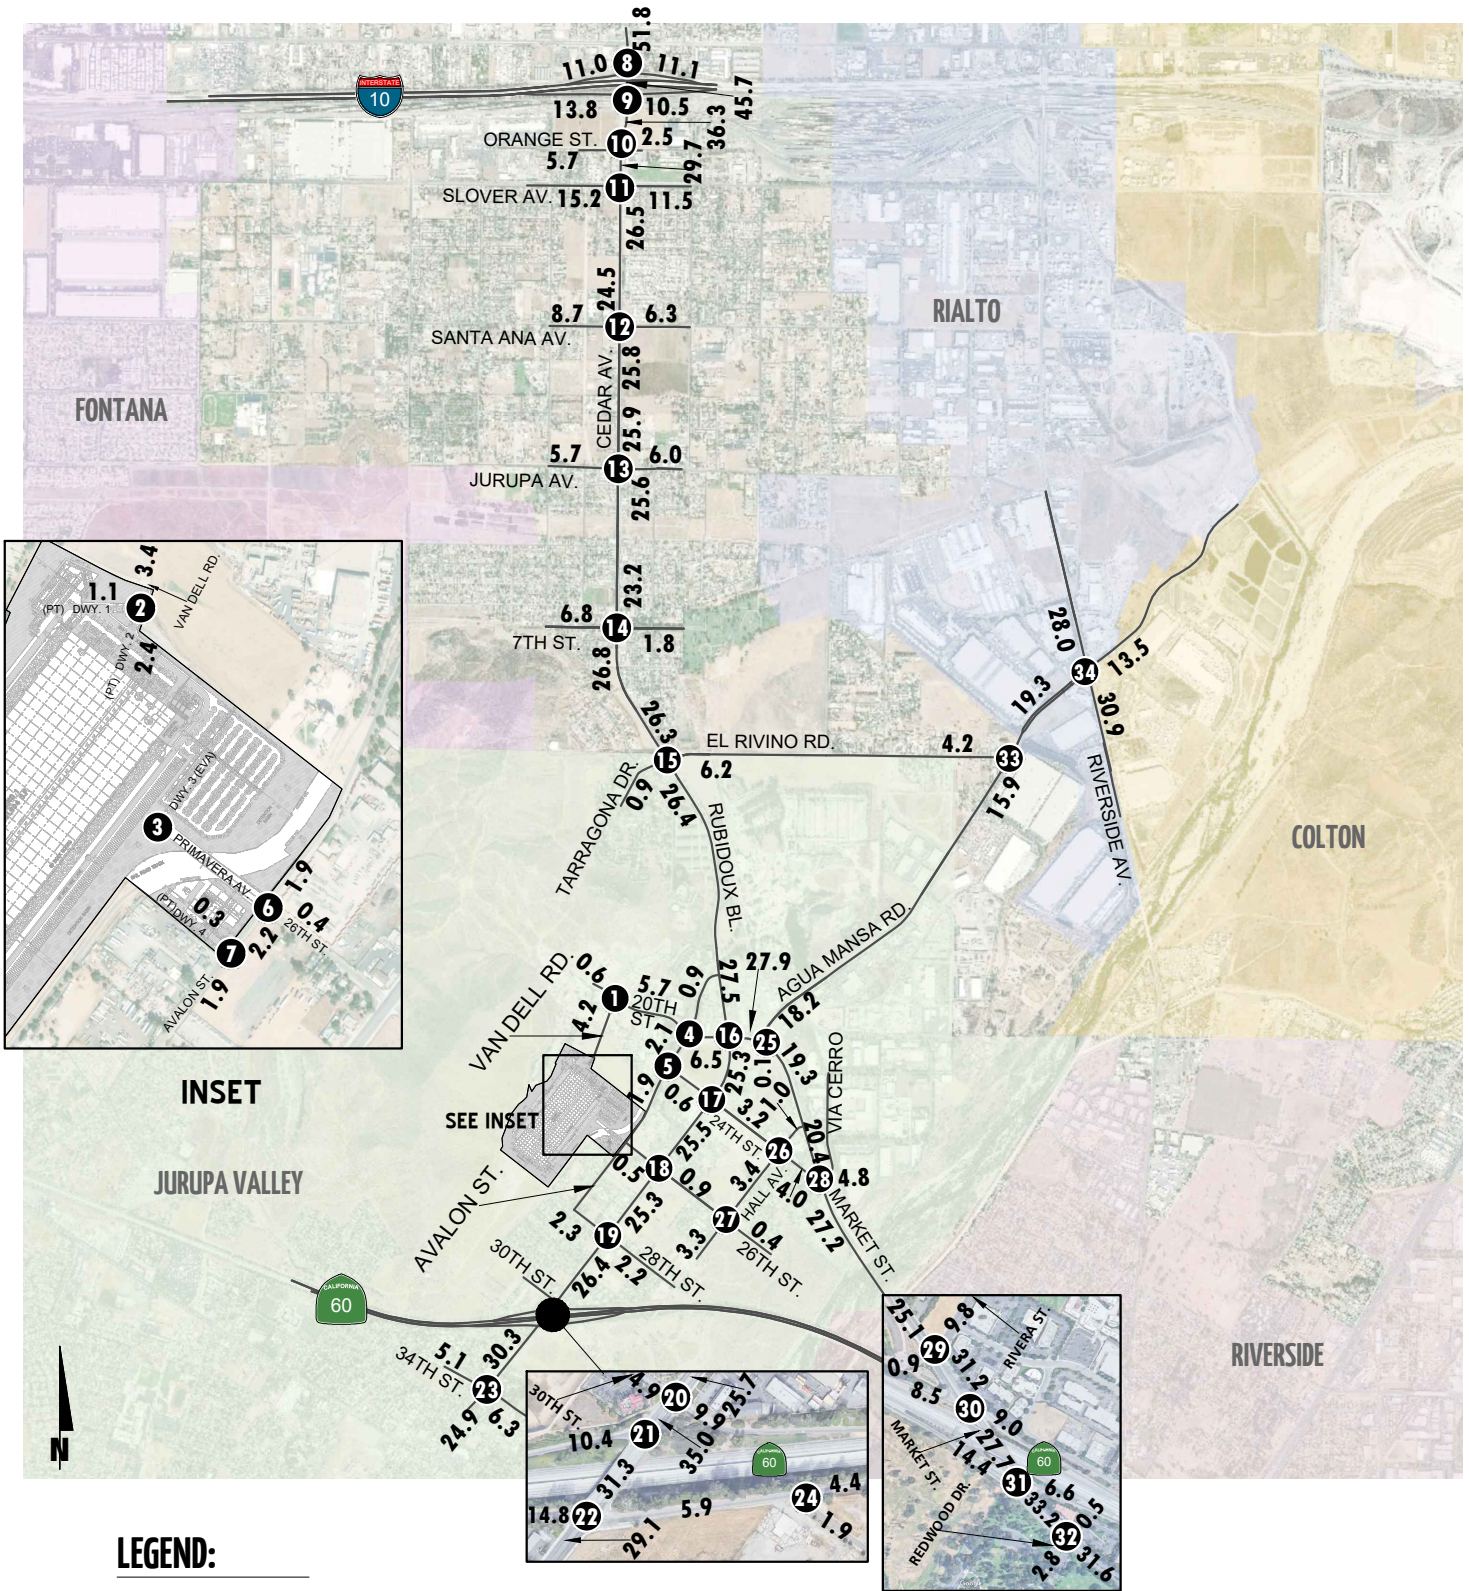 51.8
11.0
8
11.1
INTERSTATE
10
13.8
9
10.5
45.7
36.3
ORANGE ST.
10
2.5
5.7
29.7
SLOVER AV.
15.2
11
11.5
26.5
24.5
8.7
6.3
SANTA ANA AV.
12
25.8
CEDAR AV.
25.9
5.7
6.0
JURUPA AV.
13
25.6
23.2
6.8
14
7TH ST.
1.8
26.8
26.3
15
EL RIVINO RD.
6.2
4.2
33
TARRAGONA DR.
0.9
26.4
RUBIDOUX BL.
27.5
28.0
34
13.5
19.3
30.9
15.9
RIVERSIDE AV.
AGUA MANSA RD.
18.2
RIALTO
FONTANA
COLTON
JURUPA VALLEY
RIVERSIDE
3.4
VAN DELL RD.
1.1
(PT) DWY. 1
2
(PT) DWY. 2
2.4
DWY. 3 (EVA)
3
PRIMAVERA AV.
1.9
6
0.4
26TH ST.
0.3
(PT) DWY. 4
7
2.2
AVALON ST.
1.9
INSET
VAN DELL RD.
0.6
1
5.7
20TH
ST.
4.2
0.9
27.9
4
16
25
2.1
6.5
5
25.3
0.1
19.3
VIA CERRO
1.9
0.6
17
3.2
1.0
20.4
24TH ST.
26
SEE INSET
25.5
18
0.5
0.9
3.4
HALL AV.
4.0
28
4.8
AVALON ST.
25.3
27
27.2
MARKET ST.
2.3
19
3.3
0.4
26TH ST.
28TH ST.
2.2
30TH ST.
26.4
CALIFORNIA
60
30.3
5.1
34TH ST.
23
24.9
6.3
30TH ST.
4.9
20
9.9
25.7
21
10.4
35.0
CALIFORNIA
60
31.3
14.8
22
5.9
29.1
24
4.4
1.9
25.1
9.8
RIVERA ST.
29
0.9
31.2
8.5
30
9.0
MARKET ST.
27.7
14.4
31
CALIFORNIA
60
6.6
33.2
0.5
REDWOOD DR.
32
2.8
31.6
N
LEGEND: